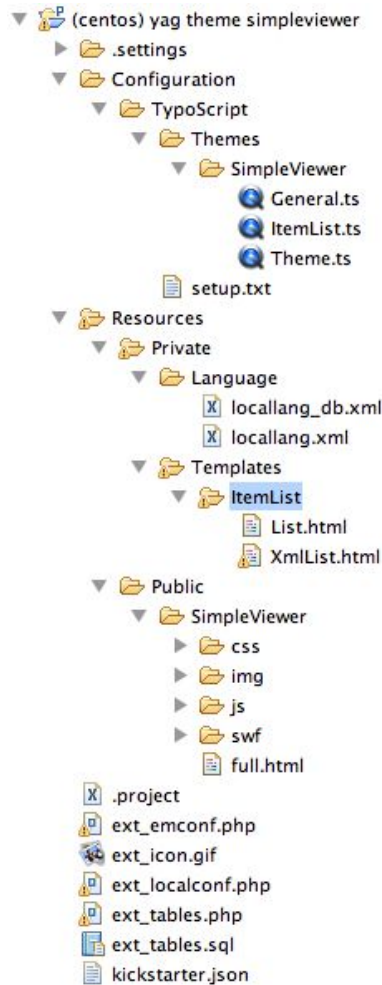 (centos) yag theme simpleviewer
.settings
Configuration
TypoScript
Themes
SimpleViewer
General.ts
ItemList.ts
Theme.ts
setup.txt
Resources
Private
Language
locallang_db.xml
locallang.xml
Templates
ItemList
List.html
XmlList.html
Public
SimpleViewer
css
img
js
swf
full.html
.project
ext_emconf.php
ext_icon.gif
ext_localconf.php
ext_tables.php
ext_tables.sql
kickstarter.json